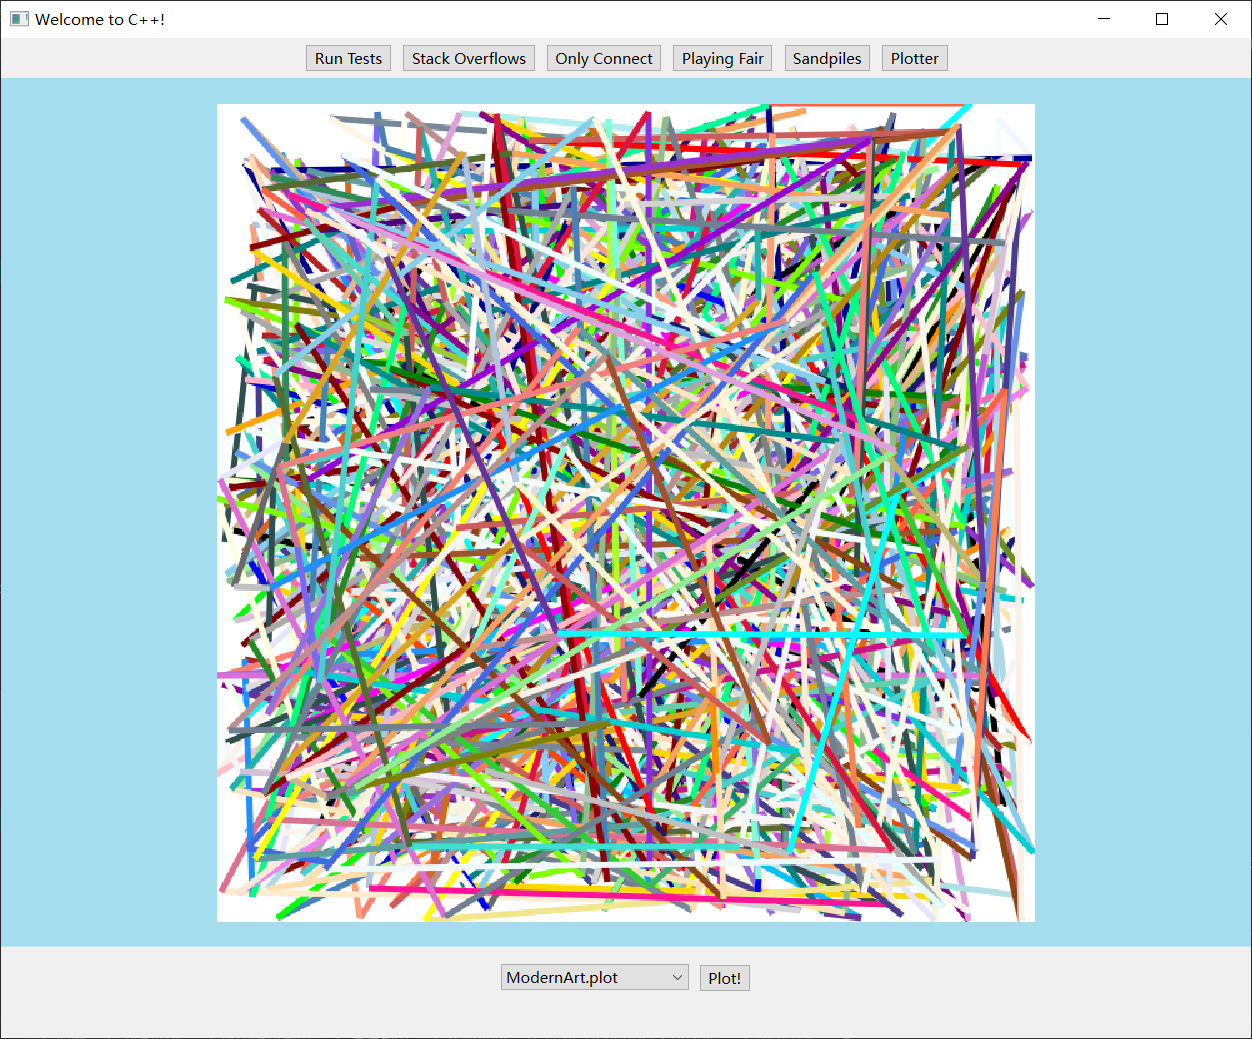 Welcome to C++!
Run Tests Stack Overflows Only Connect Playing Fair Sandpiles Plotter
ModernArt.plot Plot!